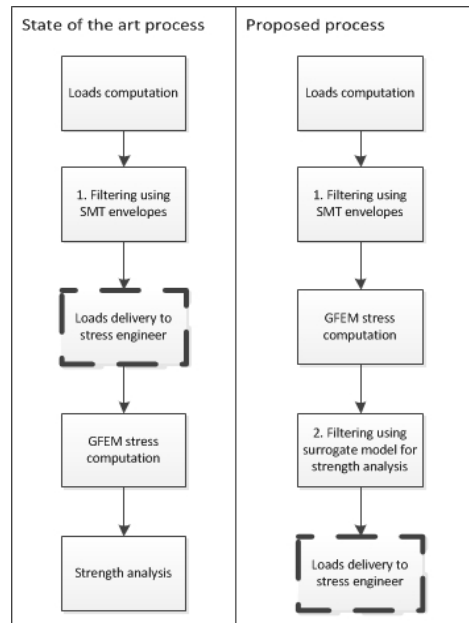 State of the art process
Loads computation
1. Filtering using
SMT envelopes
Loads delivery to
stress engineer
GFEM stress
computation
Strength analysis
Proposed process
Loads computation
1. Filtering using
SMT envelopes
GFEM stress
computation
2. Filtering using
surrogate model for
strength analysis
Loads delivery to
stress engineer